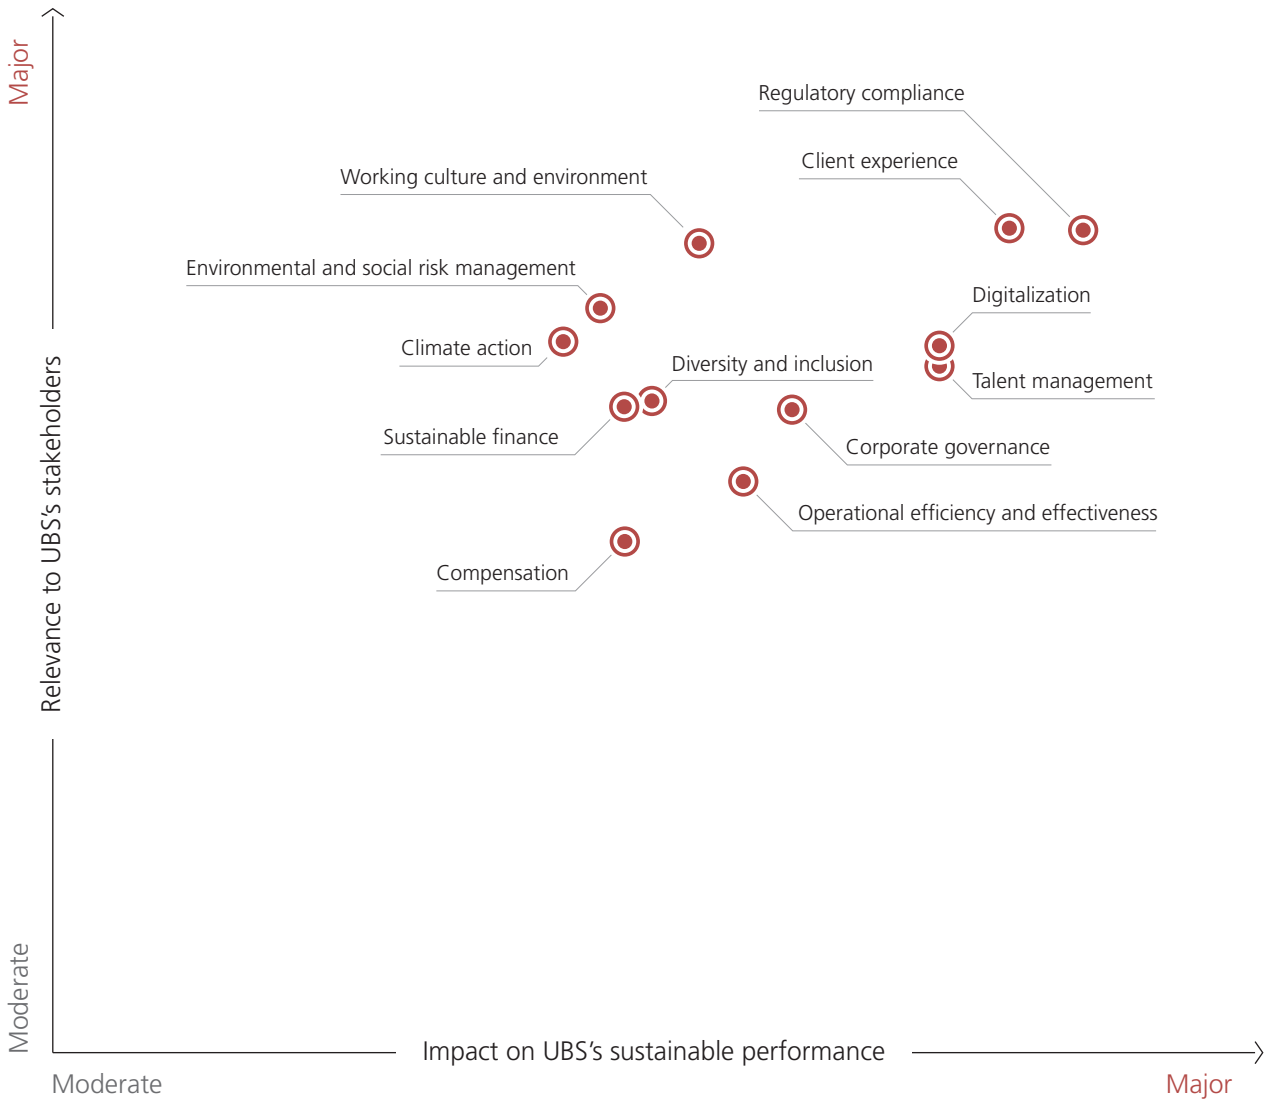 Major
Regulatory compliance
Client experience
Working culture and environment
Environmental and social risk management
Digitalization
Climate action
Diversity and inclusion
Talent management
Sustainable finance
Corporate governance
Operational efficiency and effectiveness
Compensation
Relevance to UBS's stakeholders
Moderate
Impact on UBS's sustainable performance
Moderate
Major